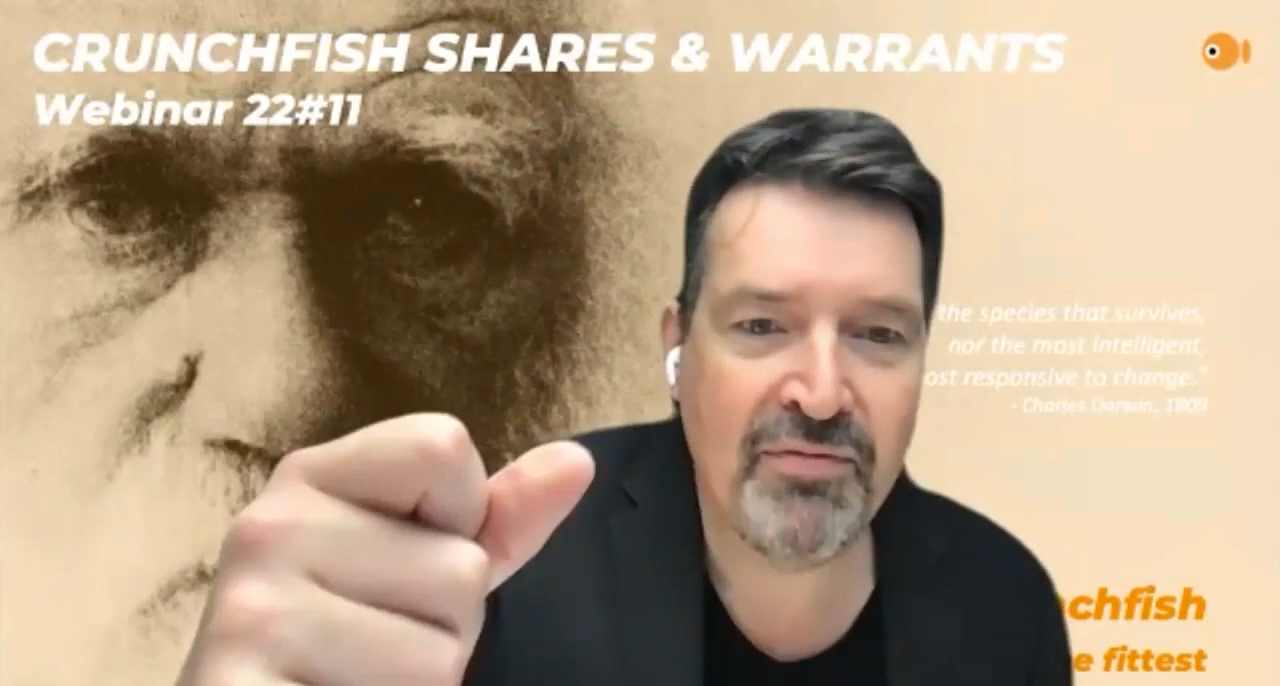 CRUNCHFISH SHARES & WARRANTS
Webinar 22#11
the species that survives,
nor the most intelligent,
ost responsive to change."
- Charles Darwin, 1809
chfish
e fittest